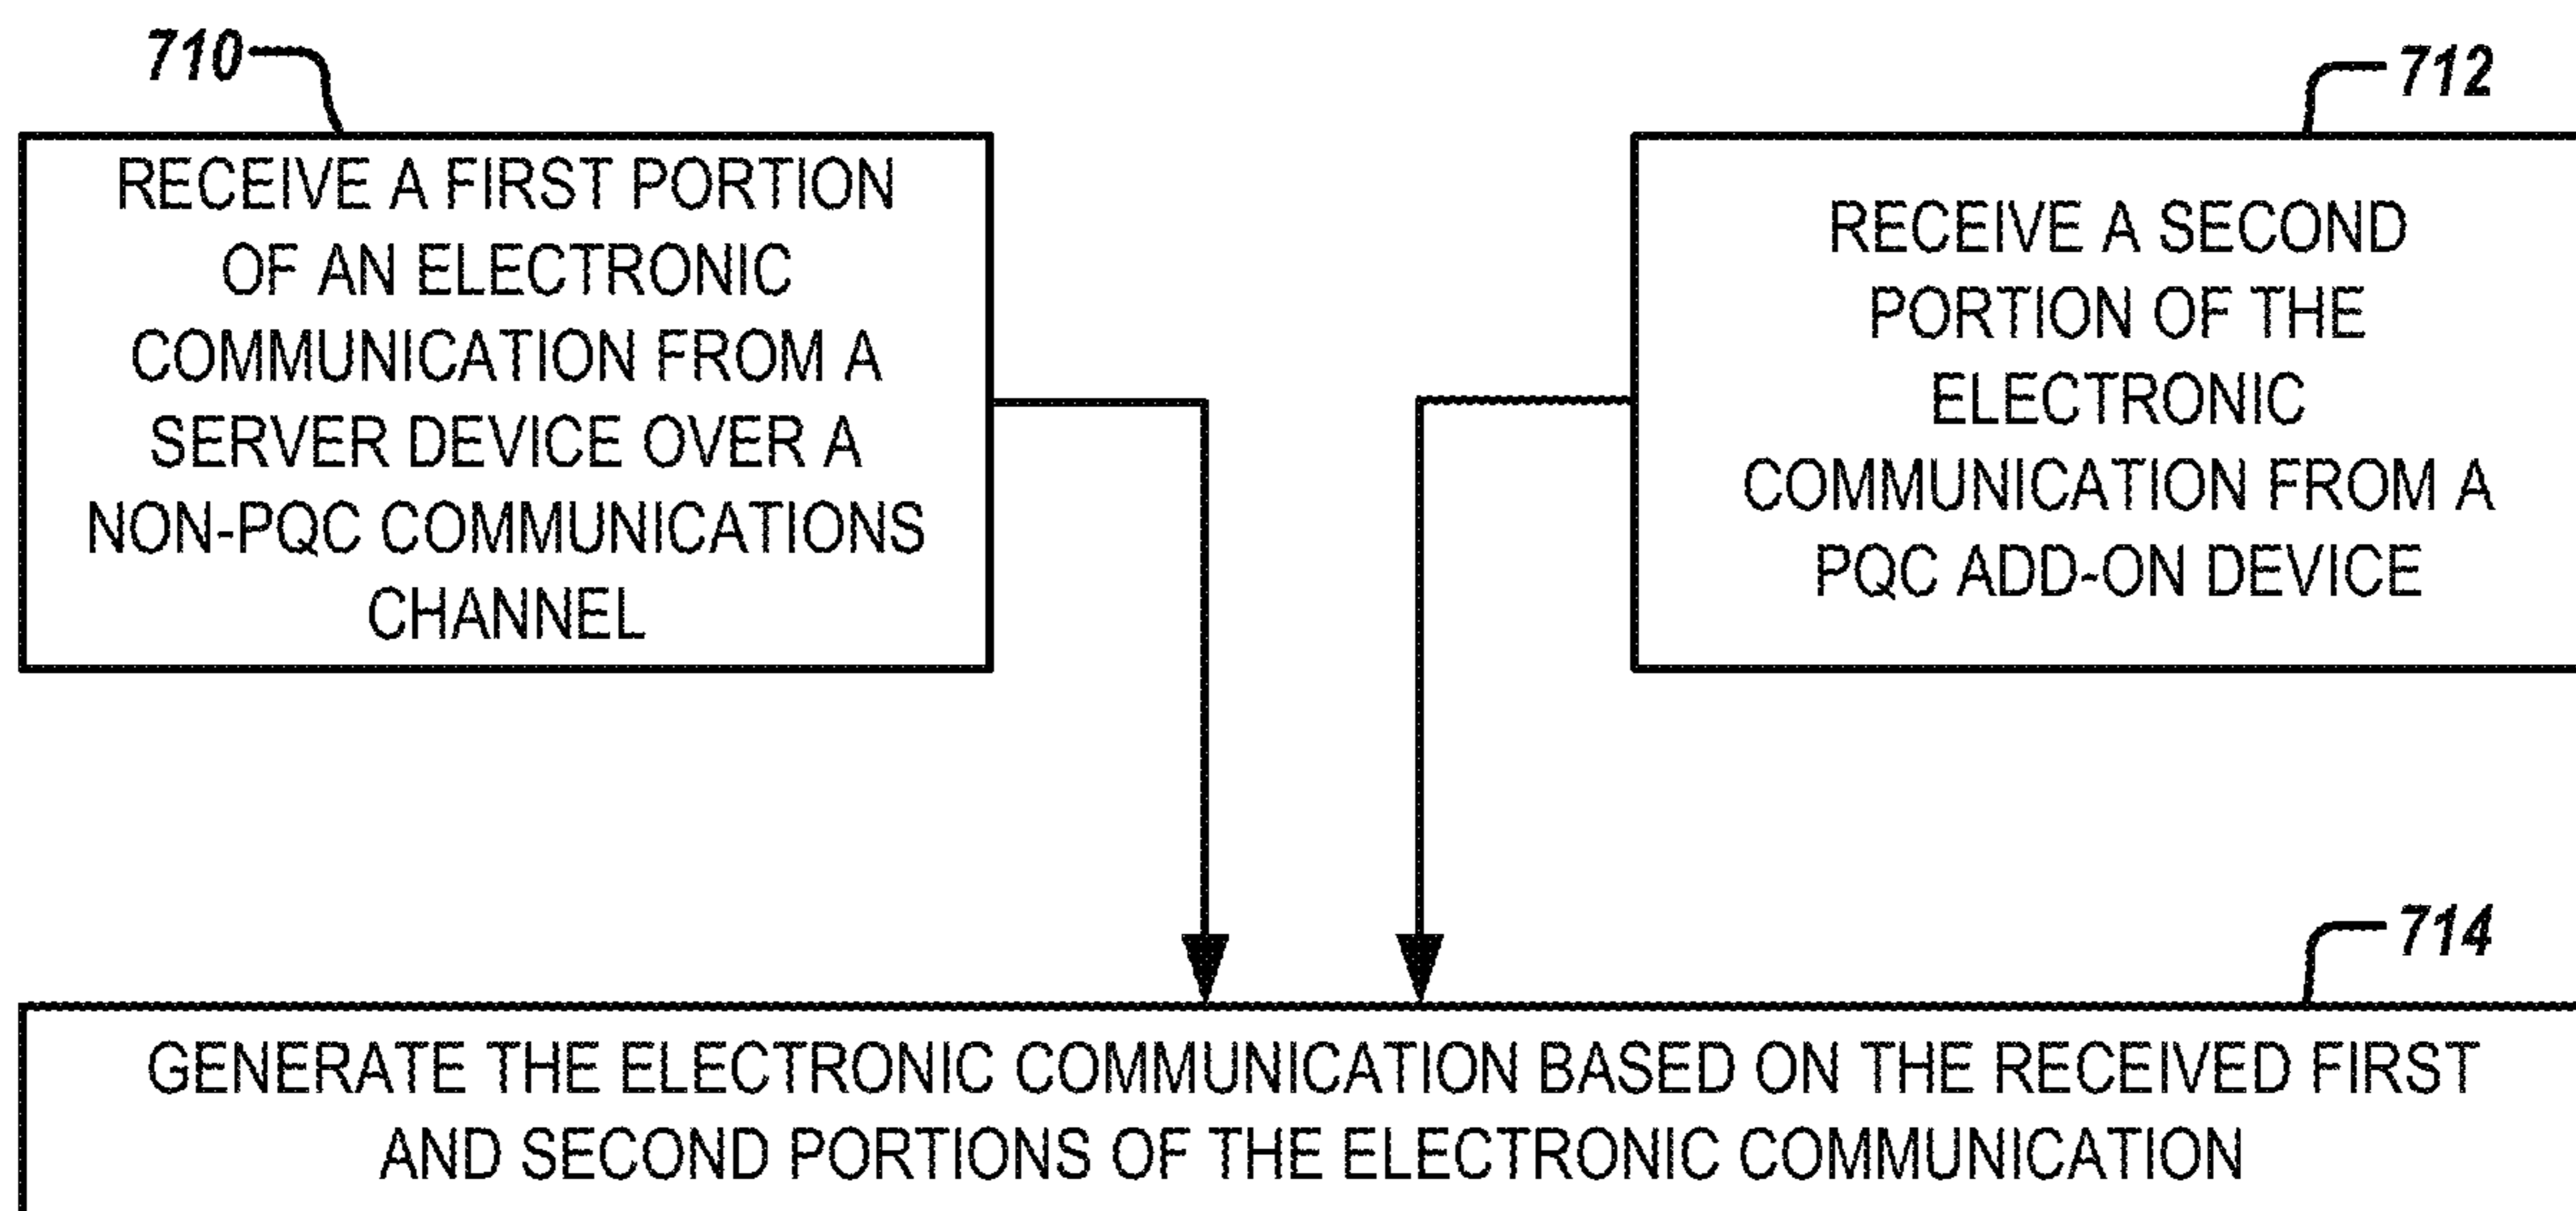 710
712
RECEIVE A FIRST PORTION
OF AN ELECTRONIC
COMMUNICATION FROM A
SERVER DEVICE OVER A
NON-PQC COMMUNICATIONS
CHANNEL
RECEIVE A SECOND
PORTION OF THE
ELECTRONIC
COMMUNICATION FROM A
PQC ADD-ON DEVICE
714
GENERATE THE ELECTRONIC COMMUNICATION BASED ON THE RECEIVED FIRST
AND SECOND PORTIONS OF THE ELECTRONIC COMMUNICATION